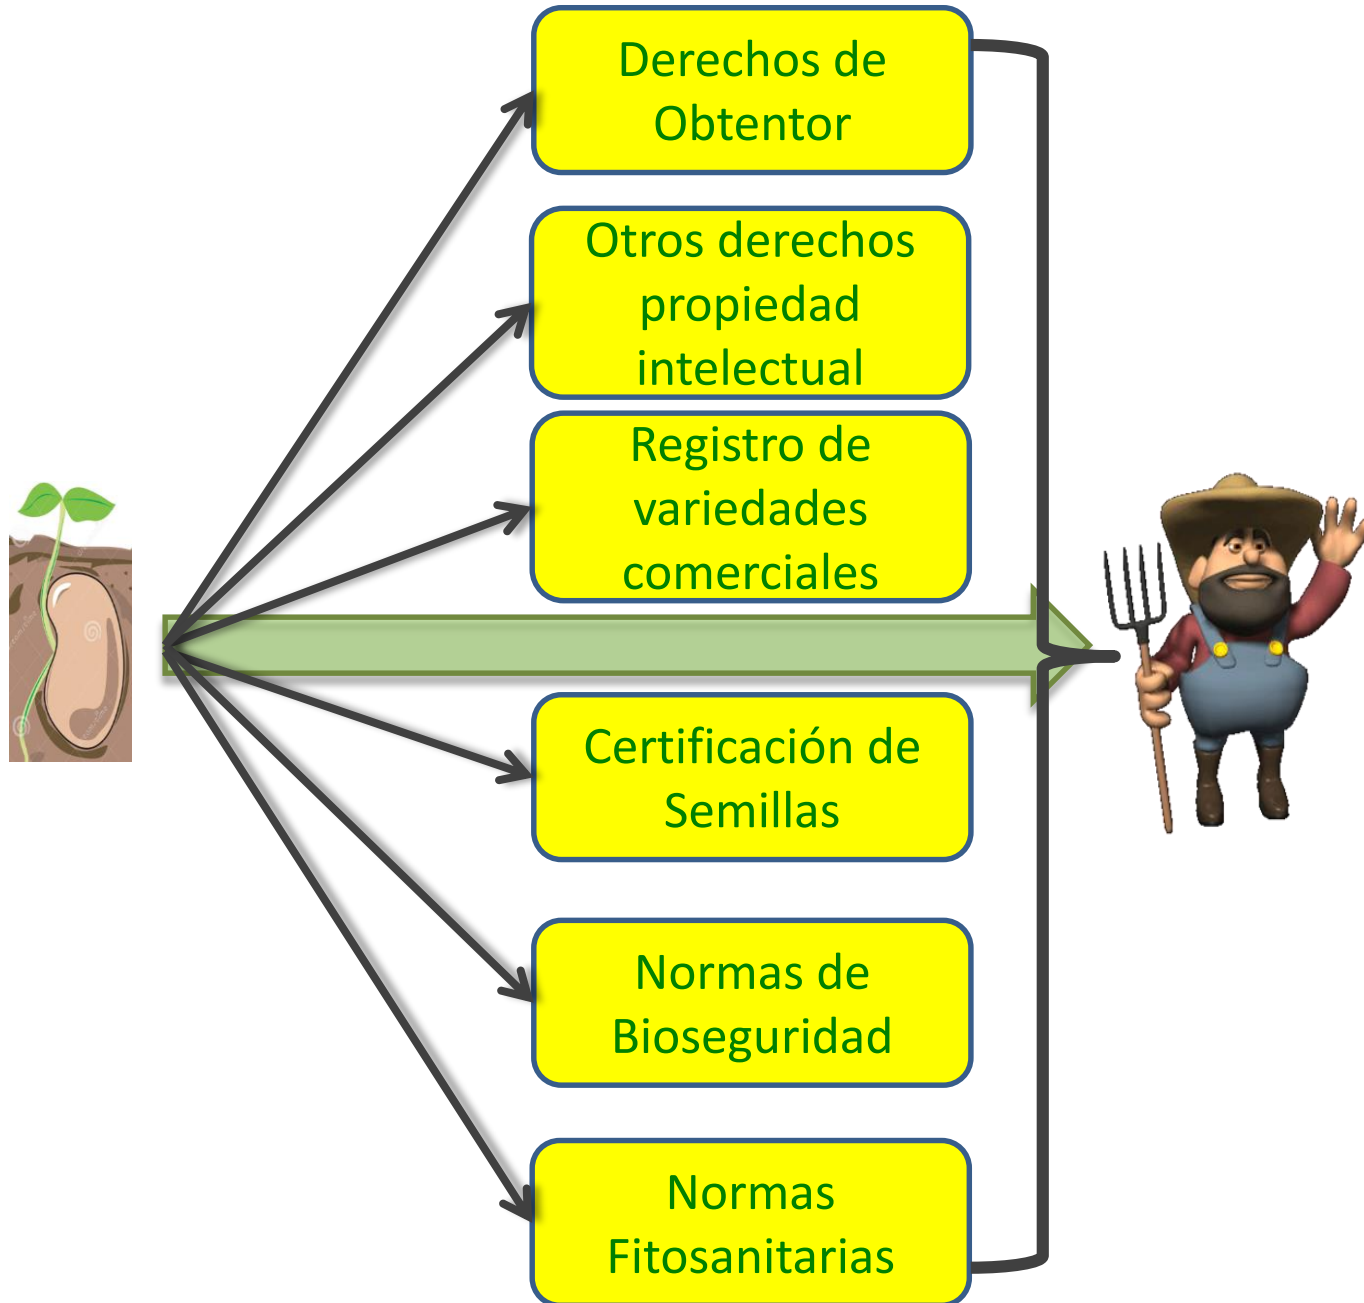 Derechos de
Obtentor
Otros derechos
propiedad
intelectual
Registro de
variedades
comerciales
Certificación de
Semillas
Normas de
Bioseguridad
Normas
Fitosanitarias